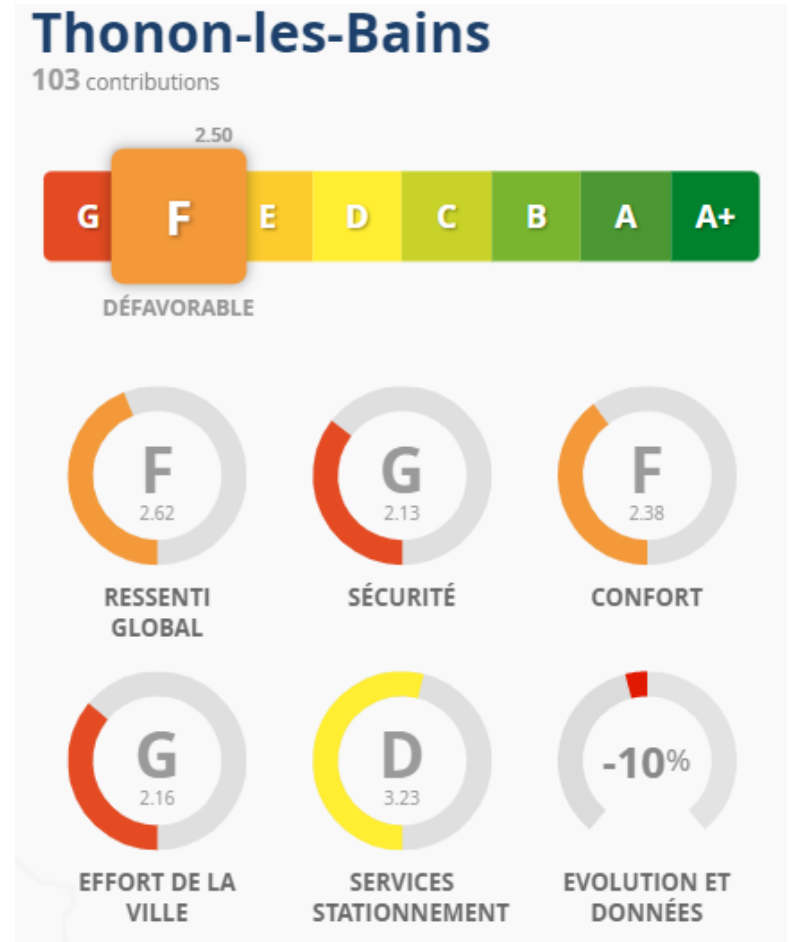 Thonon-les-Bains
103 contributions
2.50
G F E D C B A A+
DÉFAVORABLE
F G F
2.62 2.13 2.38
RESSENTI SÉCURITÉ CONFORT
GLOBAL
G D -10%
2.16 3.23
EFFORT DE LA SERVICES EVOLUTION ET
VILLE STATIONNEMENT DONNÉES